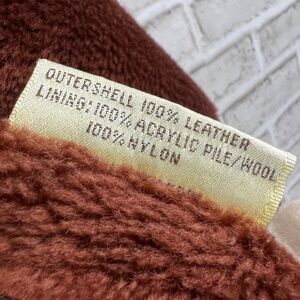 OUTERSHELL 100% LEATHER
LINING: 100% ACRYLIC PILE/WOOL
100% NYLON